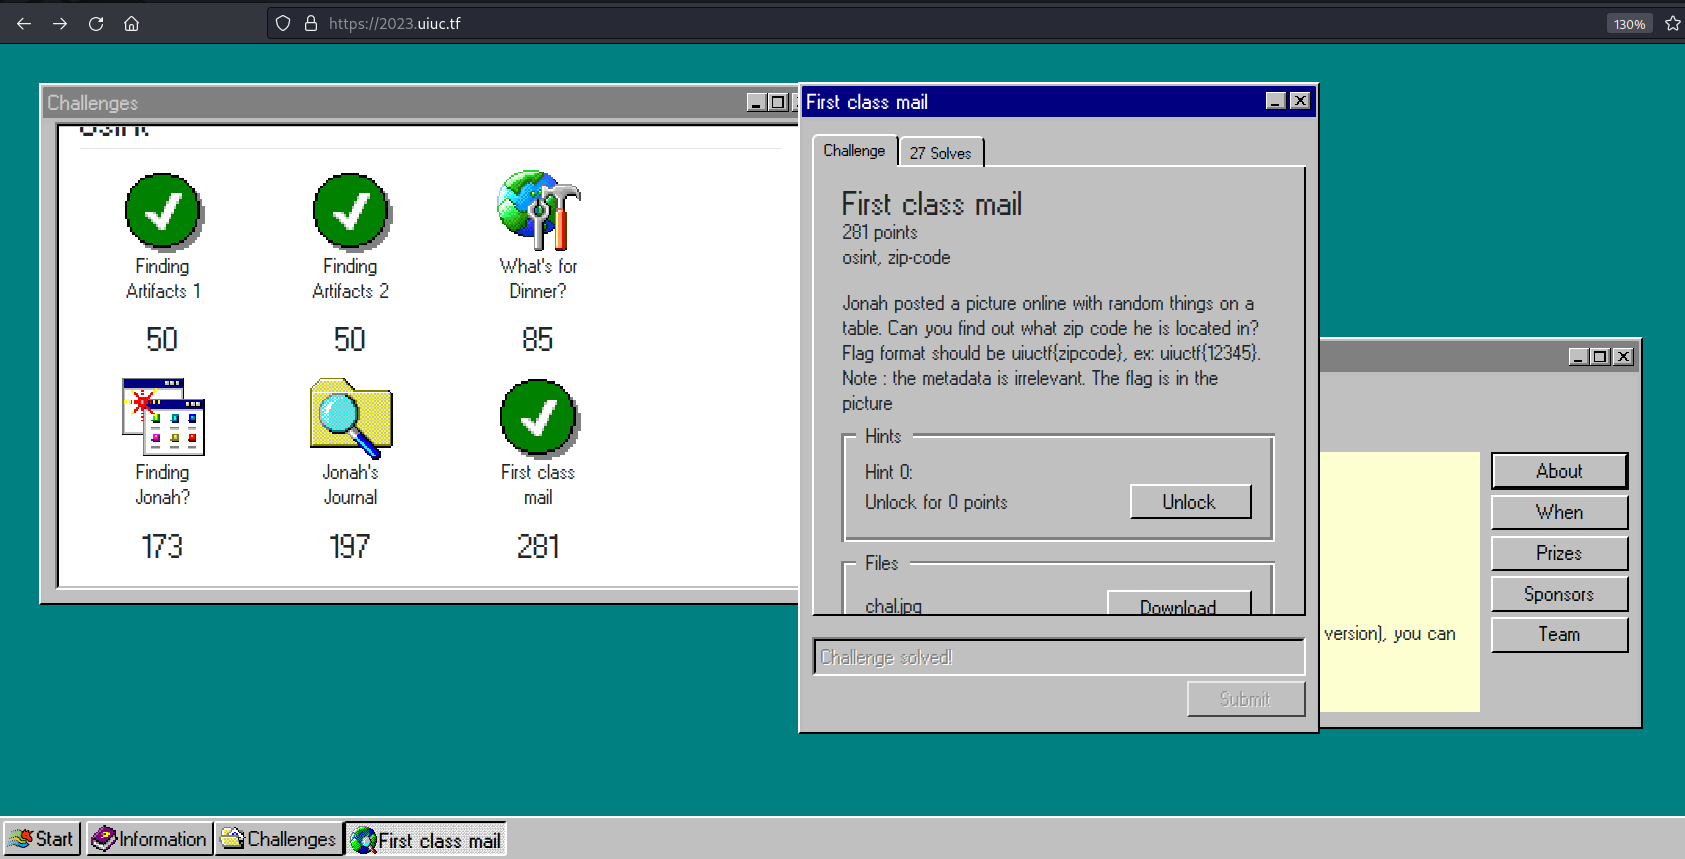 https://2023.uiuc.tf
130%
Challenges
osint
Finding
Artifacts 1
50
Finding
Artifacts 2
50
What's for
Dinner?
85
Finding
Jonah?
173
Jonah's
Journal
197
First class
mail
281
First class mail
Challenge
27 Solves
First class mail
281 points
osint, zip-code
Jonah posted a picture online with random things on a
table. Can you find out what zip code he is located in?
Flag format should be uiuctf{zipcode}, ex: uiuctf{12345}.
Note : the metadata is irrelevant. The flag is in the
picture
Hints
Hint 0:
Unlock for 0 points
Unlock
Files
chal.jpg
Download
Challenge solved!
Submit
version), you can
About
When
Prizes
Sponsors
Team
Start
Information
Challenges
First class mail